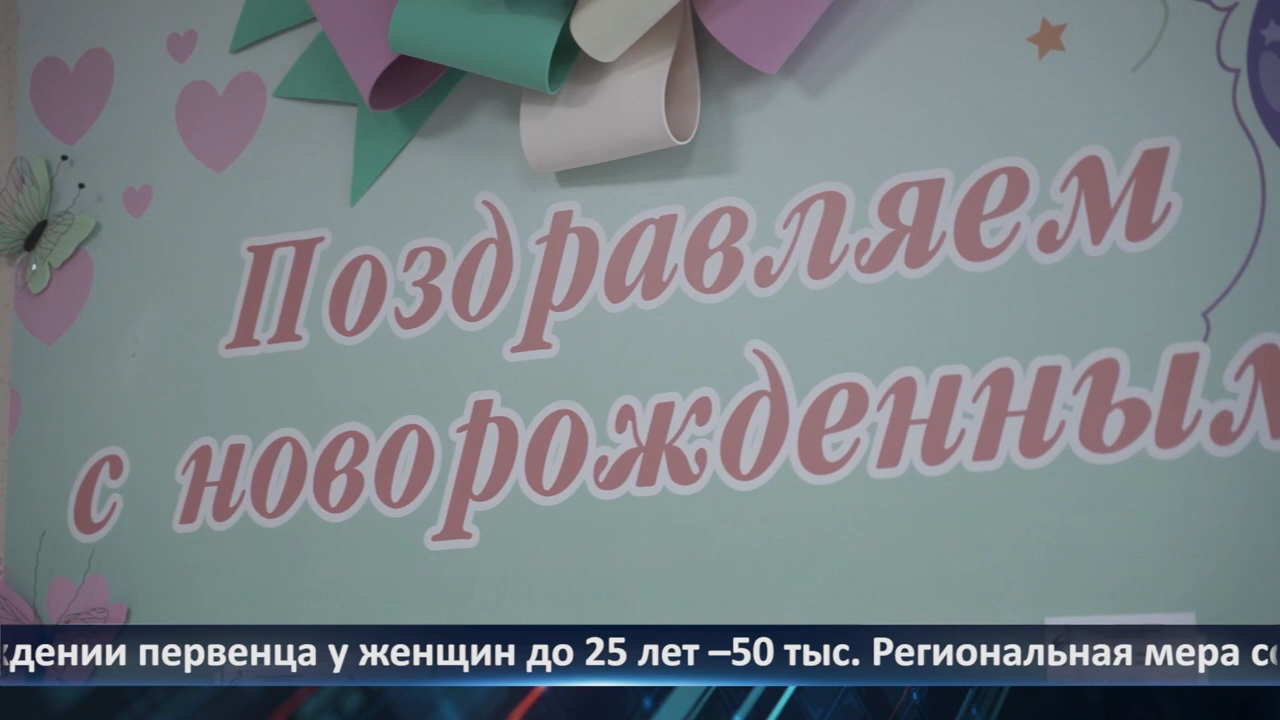 Поздравляем
с новорожденным
дении первенца у женщин до 25 лет –50 тыс. Региональная мера